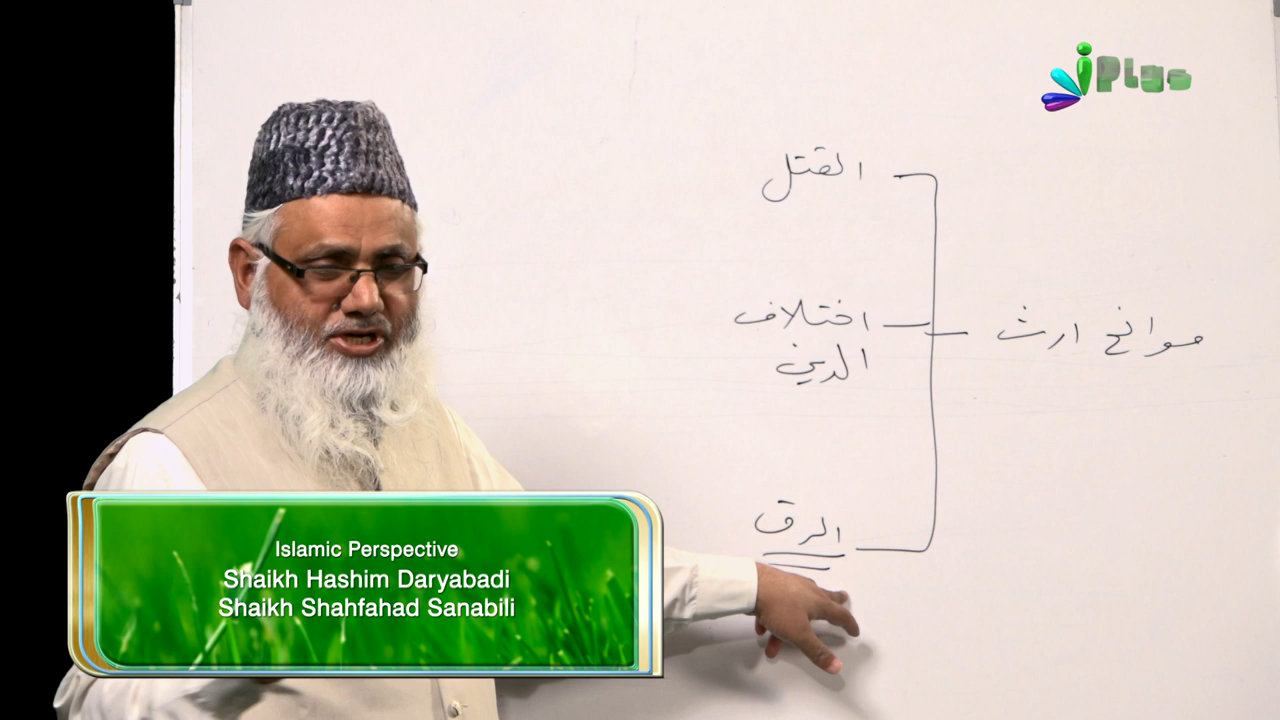 iPlus
القتل
موانع ارث
اختلاف
الدين
الرق
Islamic Perspective
Shaikh Hashim Daryabadi
Shaikh Shahfahad Sanabili